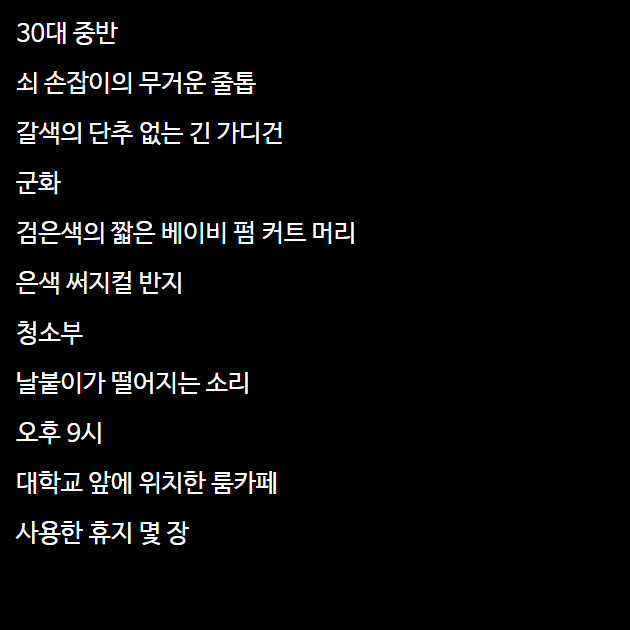 30대 중반
쇠 손잡이의 무거운 줄톱
갈색의 단추 없는 긴 가디건
군화
검은색의 짧은 베이비 펌 커트 머리
은색 써지컬 반지
청소부
날붙이가 떨어지는 소리
오후 9시
대학교 앞에 위치한 룸카페
사용한 휴지 몇 장